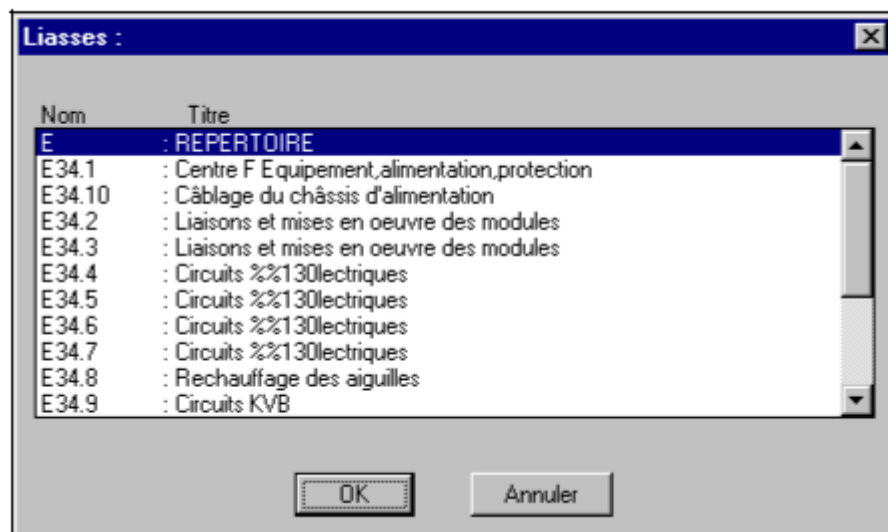 Liasses :
Nom Titre
E : REPERTOIRE
E34.1 : Centre F Equipement,alimentation,protection
E34.10 : Câblage du châssis d'alimentation
E34.2 : Liaisons et mises en oeuvre des modules
E34.3 : Liaisons et mises en oeuvre des modules
E34.4 : Circuits %%130lectriques
E34.5 : Circuits %%130lectriques
E34.6 : Circuits %%130lectriques
E34.7 : Circuits %%130lectriques
E34.8 : Rechauffage des aiguilles
E34.9 : Circuits KVB
OK Annuler